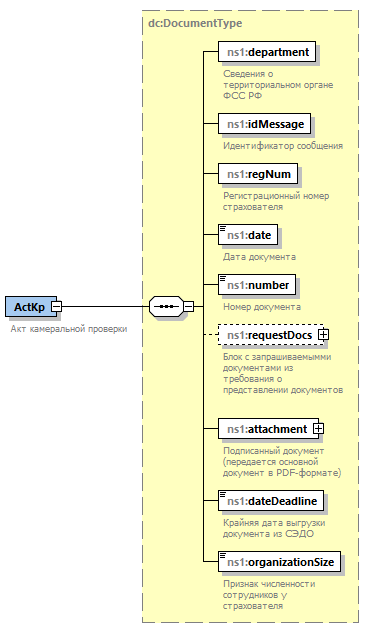 dc:DocumentType
ns1:department
Сведения о
территориальном органе
ФСС РФ
ns1:idMessage
Идентификатор сообщения
ns1:regNum
Регистрационный номер
страхователя
ns1:date
Дата документа
ns1:number
Номер документа
ActKp
Акт камеральной проверки
ns1:requestDocs
Блок с запрашиваемымми
документами из
требования о
представлении документов
ns1:attachment
Подписанный документ
(передается основной
документ в PDF-формате)
ns1:dateDeadline
Крайняя дата выгрузки
документа из СЭДО
ns1:organizationSize
Признак численности
сотрудников у
страхователя